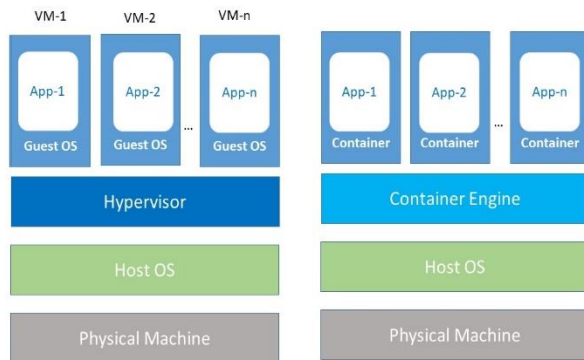 VM-1 VM-2 VM-n
App-1 App-2 App-n
...
Guest OS Guest OS Guest OS
Hypervisor
Host OS
Physical Machine
App-1 App-2 App-n
...
Container Container Container
Container Engine
Host OS
Physical Machine